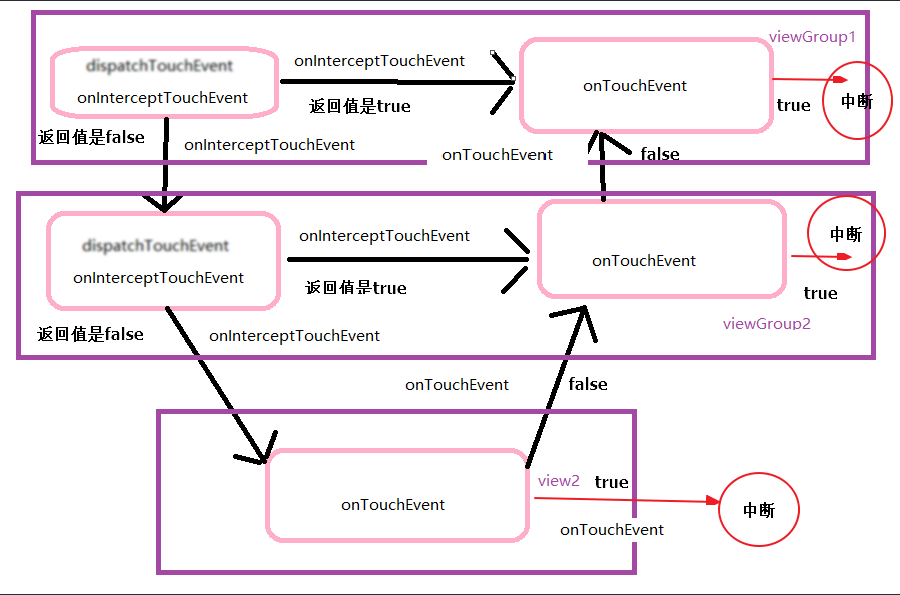 viewGroup1
dispatchTouchEvent
onInterceptTouchEvent
onInterceptTouchEvent
返回值是true
onTouchEvent
true
中断
返回值是false
onInterceptTouchEvent
onTouchEvent
false
dispatchTouchEvent
onInterceptTouchEvent
onInterceptTouchEvent
返回值是true
onTouchEvent
中断
true
viewGroup2
返回值是false
onInterceptTouchEvent
onTouchEvent
false
onTouchEvent
view2
true
onTouchEvent
中断